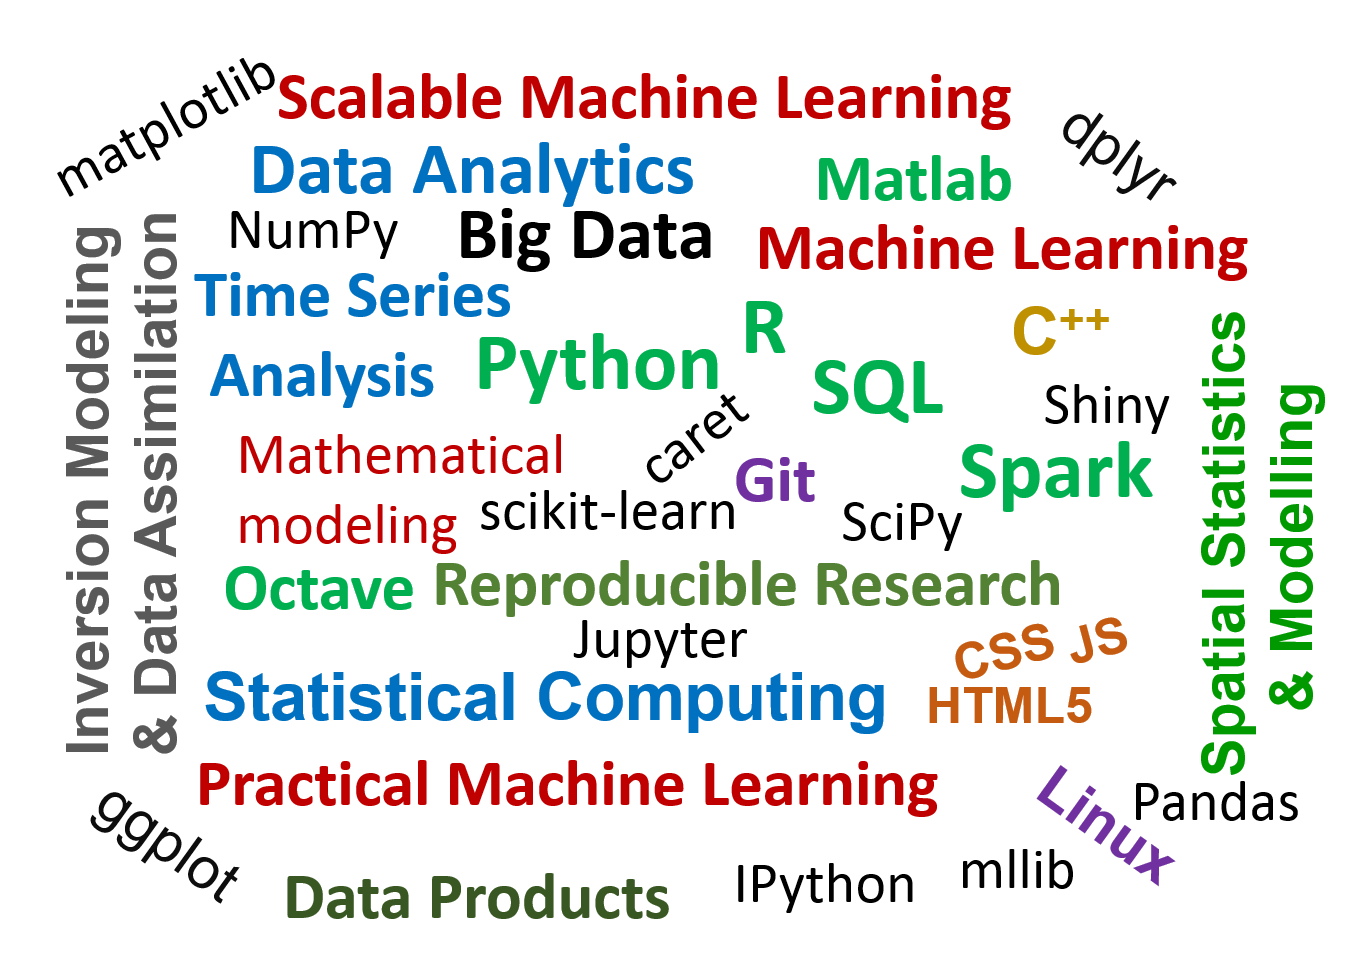 matplotlib
Scalable Machine Learning
dplyr
Data Analytics
Matlab
NumPy
Big Data
Machine Learning
Inversion Modeling
& Data Assimilation
Time Series
Analysis
Python
R
SQL
C++
Shiny
Spatial Statistics
& Modelling
Mathematical
modeling
caret
Git
Spark
scikit-learn
SciPy
Octave
Reproducible Research
Jupyter
CSS JS
HTML5
Statistical Computing
Practical Machine Learning
Linux
Pandas
ggplot
Data Products
IPython
mllib